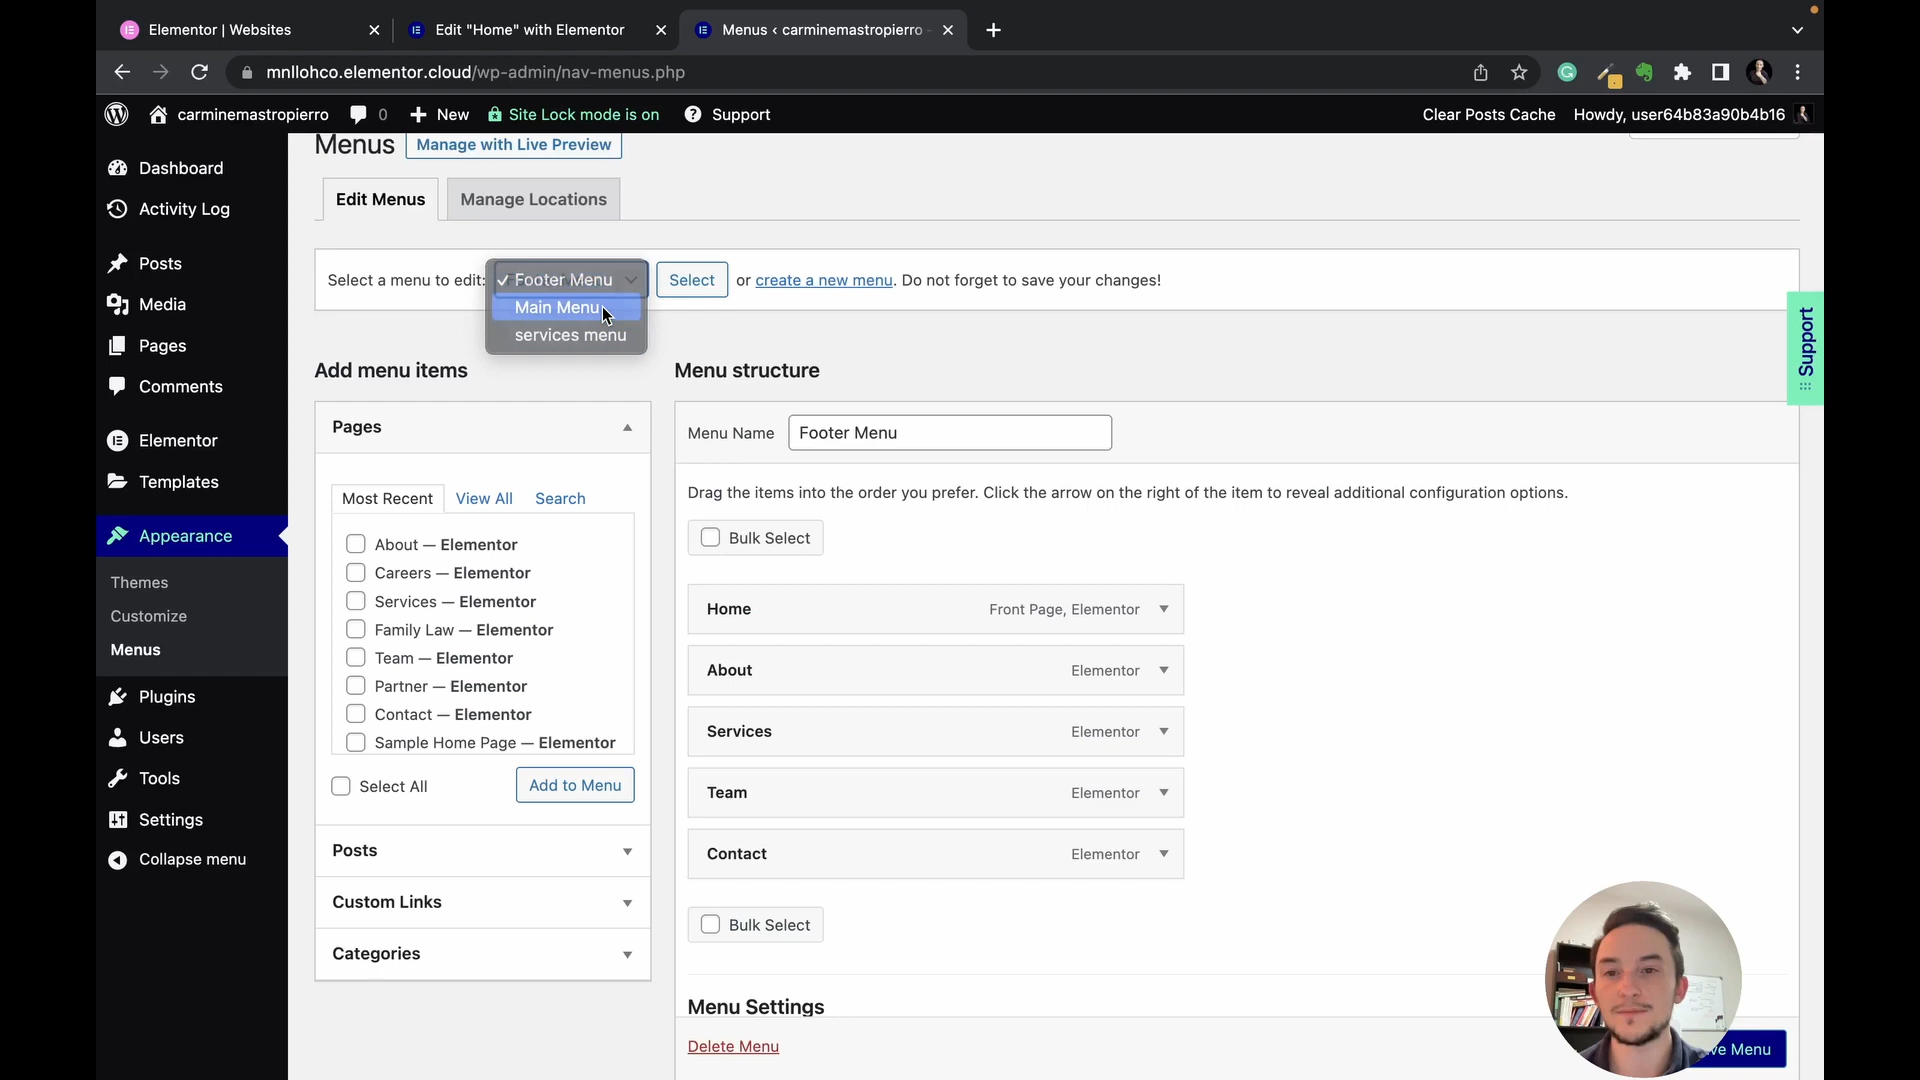 Elementor | Websites
Edit "Home" with Elementor
Menus ‹ carminemastropierro -
mnllohco.elementor.cloud/wp-admin/nav-menus.php
carminemastropierro
0
New
Site Lock mode is on
Support
Clear Posts Cache
Howdy, user64b83a90b4b16
Dashboard
Activity Log
Posts
Media
Pages
Comments
Elementor
Templates
Appearance
Themes
Customize
Menus
Plugins
Users
Tools
Settings
Collapse menu
Menus
Manage with Live Preview
Edit Menus
Manage Locations
Select a menu to edit:
Footer Menu
Main Menu
services menu
Select
or create a new menu. Do not forget to save your changes!
Support
Add menu items
Pages
Most Recent
View All
Search
About — Elementor
Careers — Elementor
Services — Elementor
Family Law — Elementor
Team — Elementor
Partner — Elementor
Contact — Elementor
Sample Home Page — Elementor
Select All
Add to Menu
Posts
Custom Links
Categories
Menu structure
Menu Name
Footer Menu
Drag the items into the order you prefer. Click the arrow on the right of the item to reveal additional configuration options.
Bulk Select
Home
Front Page, Elementor
About
Elementor
Services
Elementor
Team
Elementor
Contact
Elementor
Bulk Select
Menu Settings
Delete Menu
Menu